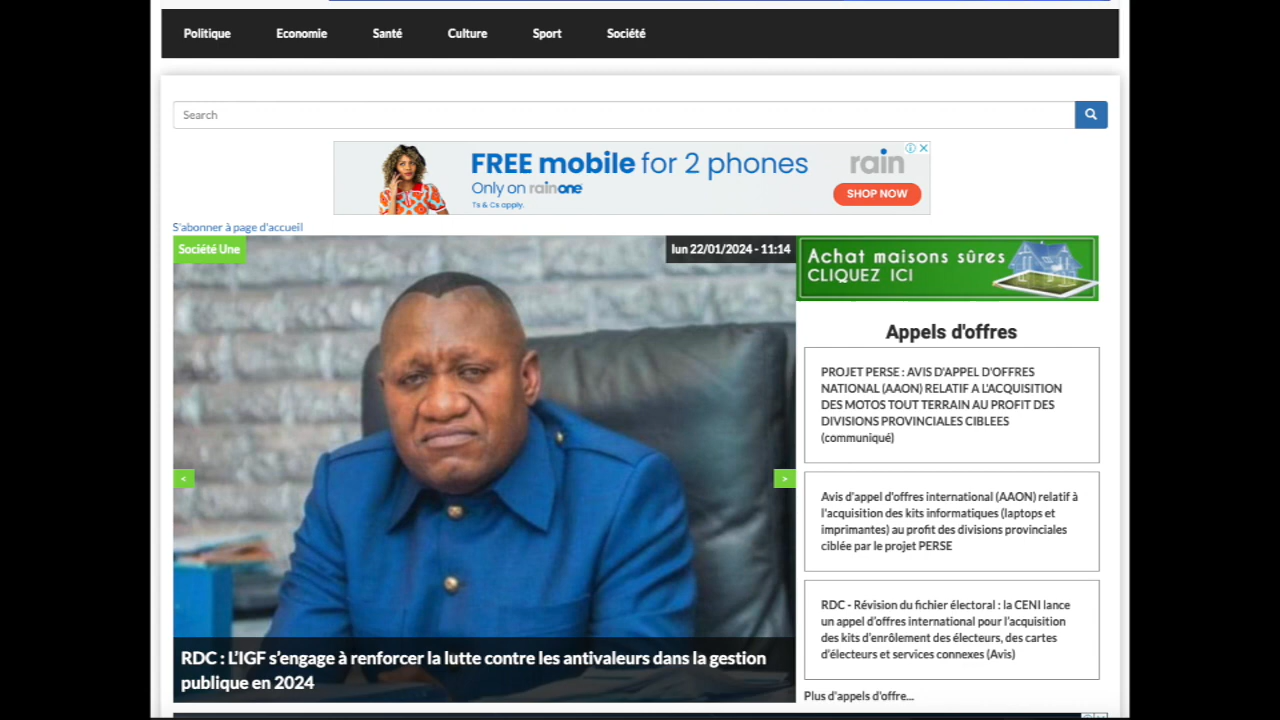 Politique
Economie
Santé
Culture
Sport
Société
Search
FREE mobile for 2 phones
Only on rainone
Ts & Cs apply.
rain
SHOP NOW
S'abonner à page d'accueil
Société Une
lun 22/01/2024 - 11:14
Achat maisons sûres
CLIQUEZ ICI
Appels d'offres
PROJET PERSE : AVIS D'APPEL D'OFFRES
NATIONAL (AAON) RELATIF A L'ACQUISITION
DES MOTOS TOUT TERRAIN AU PROFIT DES
DIVISIONS PROVINCIALES CIBLEES
(communiqué)
Avis d'appel d'offres international (AAON) relatif à
l'acquisition des kits informatiques (laptops et
imprimantes) au profit des divisions provinciales
ciblée par le projet PERSE
RDC - Révision du fichier électoral : la CENI lance
un appel d'offres international pour l'acquisition
des kits d'enrôlement des électeurs, des cartes
d'électeurs et services connexes (Avis)
Plus d'appels d'offre...
<
>
RDC : L'IGF s'engage à renforcer la lutte contre les antivaleurs dans la gestion
publique en 2024